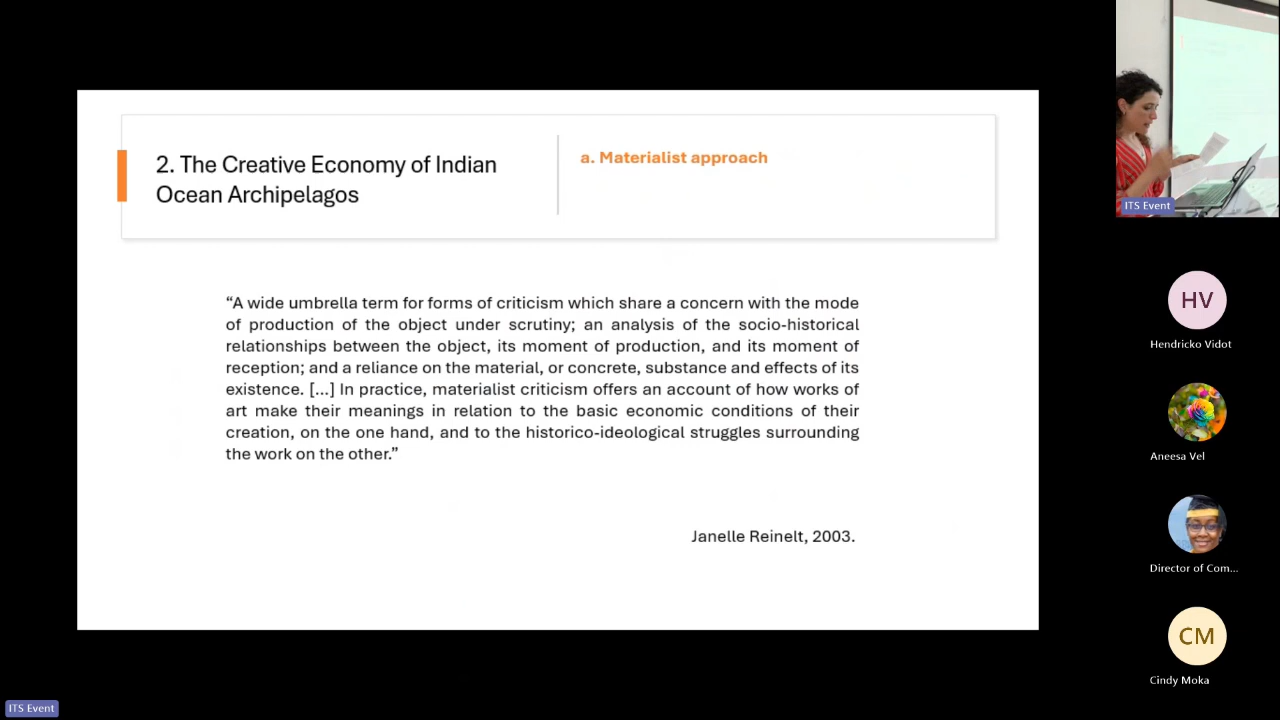 2. The Creative Economy of Indian
Ocean Archipelagos
a. Materialist approach
“A wide umbrella term for forms of criticism which share a concern with the mode
of production of the object under scrutiny; an analysis of the socio-historical
relationships between the object, its moment of production, and its moment of
reception; and a reliance on the material, or concrete, substance and effects of its
existence. [...] In practice, materialist criticism offers an account of how works of
art make their meanings in relation to the basic economic conditions of their
creation, on the one hand, and to the historico-ideological struggles surrounding
the work on the other.”
Janelle Reinelt, 2003.
ITS Event
HV
Hendricko Vidot
Aneesa Vel
Director of Com...
CM
Cindy Moka
ITS Event